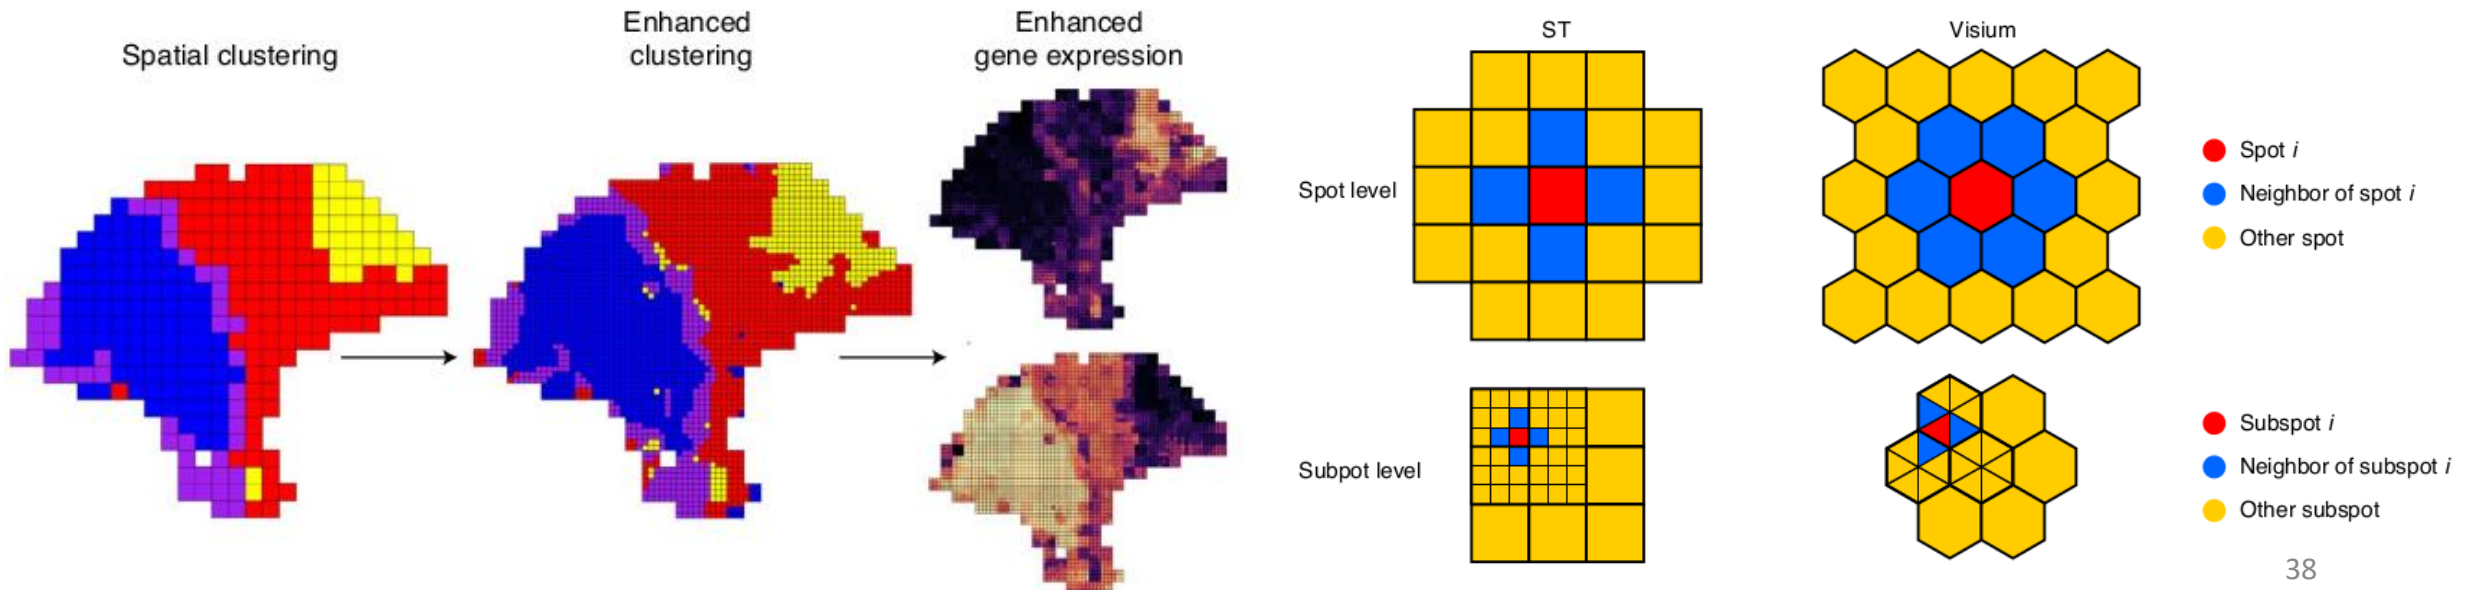 Spatial clustering
Enhanced
clustering
Enhanced
gene expression
ST
Visium
Spot level
Spot i
Neighbor of spot i
Other spot
Subpot level
Subspot i
Neighbor of subspot i
Other subspot
38